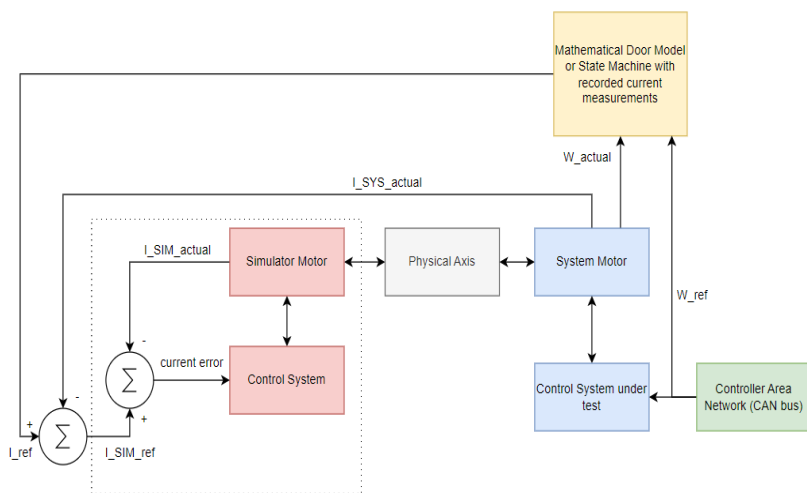 Mathematical Door Model
or State Machine with
recorded current
measurements
W_actual
I_SYS_actual
I_SIM_actual
Simulator Motor
Physical Axis
System Motor
W_ref
-
current error
Σ
Control System
Control System under
test
Controller Area
Network (CAN bus)
-
+
+
Σ
I_ref
I_SIM_ref